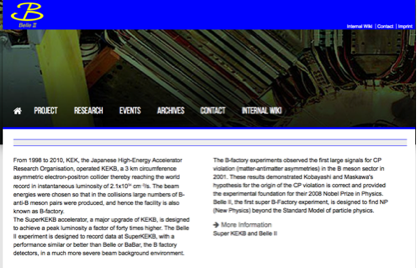 Belle II
Internal Wiki | Contact | Imprint
PROJECT RESEARCH EVENTS ARCHIVES CONTACT INTERNAL WIKI
From 1998 to 2010, KEK, the Japanese High-Energy Accelerator
Research Organisation, operated KEKB, a 3 km circumference
asymmetric electron-positron collider thereby reaching the world
record in instantaneous luminosity of 2.1x10³⁴ cm⁻²/s. The beam
energies were chosen so that in the collisions large numbers of B-
anti-B meson pairs were produced, and hence the facility is also
known as B-factory.
The SuperKEKB accelerator, a major upgrade of KEKB, is designed
to achieve a peak luminosity a factor of forty times higher. The Belle
II experiment is designed to record data at SuperKEKB, with a
performance similar or better than Belle or BaBar, the B factory
detectors, in a much more severe beam background environment.
The B-factory experiments observed the first large signals for CP
violation (matter-antimatter asymmetries) in the B meson sector in
2001. These results demonstrated Kobayashi and Maskawa's
hypothesis for the origin of the CP violation is correct and provided
the experimental foundation for their 2008 Nobel Prize in Physics.
Belle II, the first super B-Factory experiment, is designed to find NP
(New Physics) beyond the Standard Model of particle physics.
More Information
Super KEKB and Belle II